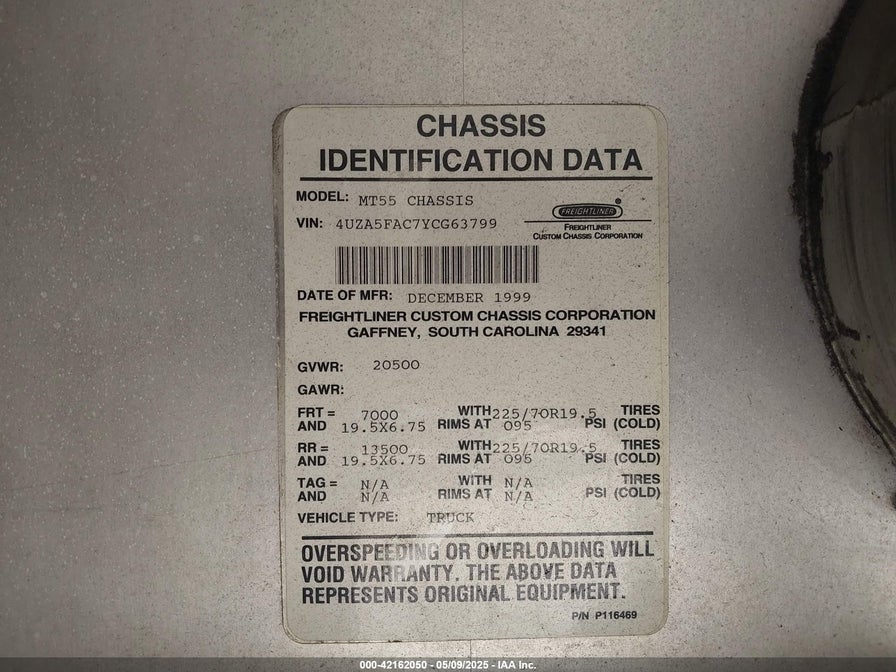 CHASSIS
IDENTIFICATION DATA
MODEL: MT55 CHASSIS
VIN: 4UZA5FAC7YCG63799
FREIGHTLINER
FREIGHTLINER
CUSTOM CHASSIS CORPORATION
DATE OF MFR: DECEMBER 1999
FREIGHTLINER CUSTOM CHASSIS CORPORATION
GAFFNEY, SOUTH CAROLINA 29341
GVWR: 20500
GAWR:
FRT = 7000 WITH 225/70R19.5 TIRES
AND 19.5X6.75 RIMS AT 095 PSI (COLD)
RR = 13500 WITH 225/70R19.5 TIRES
AND 19.5X6.75 RIMS AT 095 PSI (COLD)
TAG = N/A WITH N/A TIRES
AND N/A RIMS AT N/A PSI (COLD)
VEHICLE TYPE: TRUCK
OVERSPEEDING OR OVERLOADING WILL
VOID WARRANTY. THE ABOVE DATA
REPRESENTS ORIGINAL EQUIPMENT.
P/N P116469
000-42162050 - 05/09/2025 - IAA Inc.